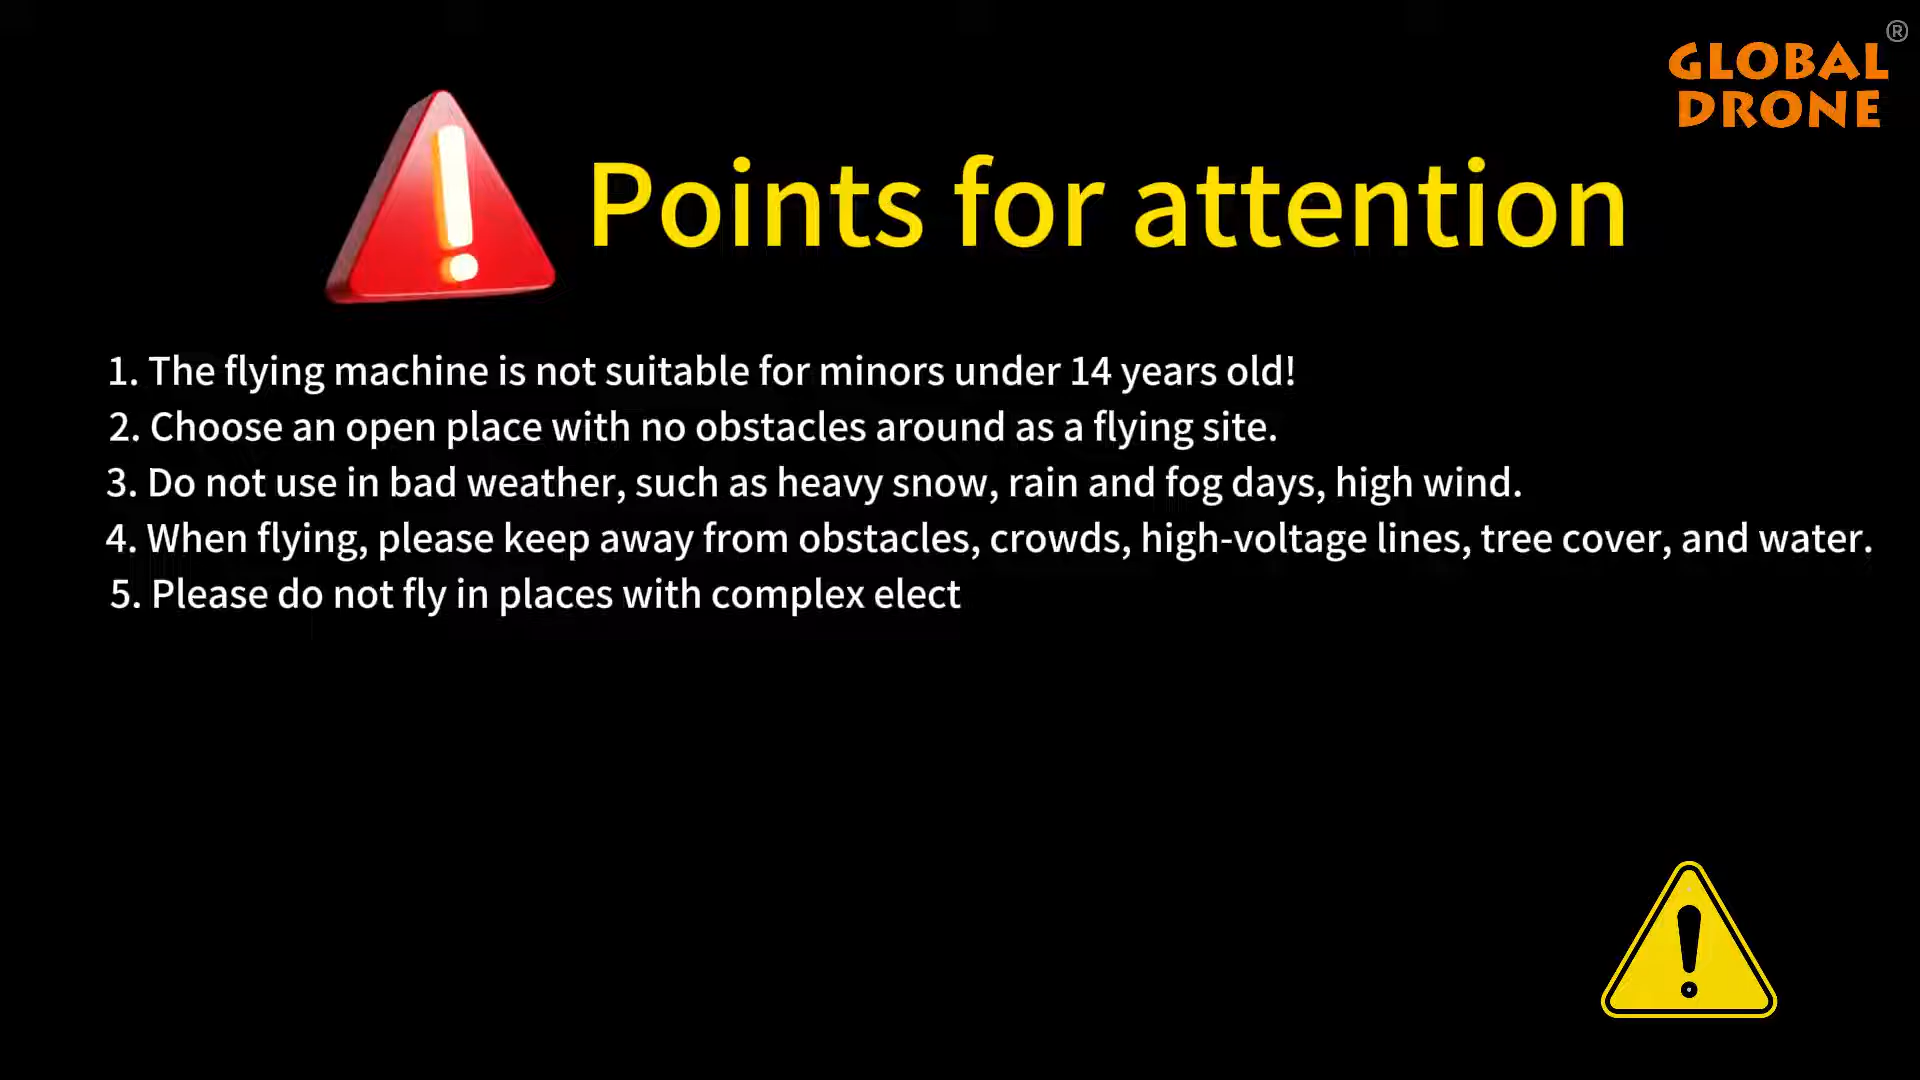 GLOBAL
DRONE
®
Points for attention
1. The flying machine is not suitable for minors under 14 years old!
2. Choose an open place with no obstacles around as a flying site.
3. Do not use in bad weather, such as heavy snow, rain and fog days, high wind.
4. When flying, please keep away from obstacles, crowds, high-voltage lines, tree cover, and water.
5. Please do not fly in places with complex elect